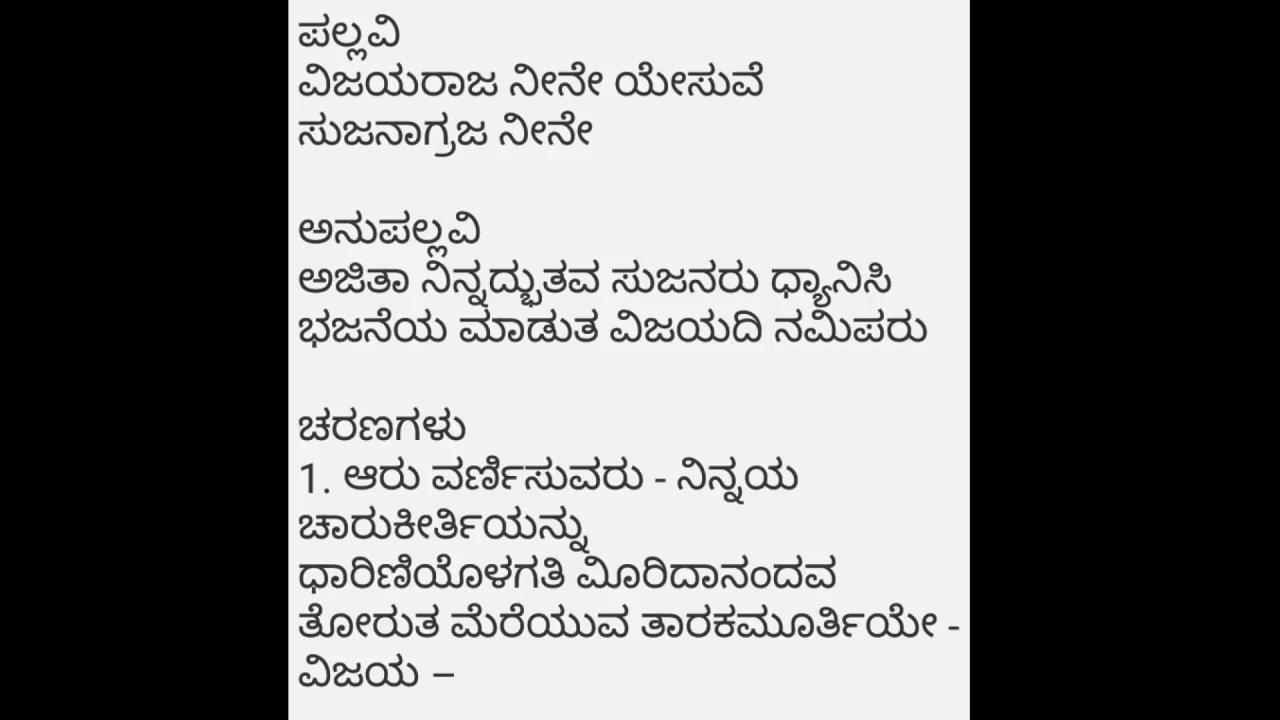 ಪಲ್ಲವಿ
ವಿಜಯರಾಜ ನೀನೇ ಯೇಸುವೆ
ಸುಜನಾಗ್ರಜ ನೀನೇ
ಅನುಪಲ್ಲವಿ
ಅಜಿತಾ ನಿನ್ನದ್ಭುತವ ಸುಜನರು ಧ್ಯಾನಿಸಿ
ಭಜನೆಯ ಮಾಡುತ ವಿಜಯದಿ ನಮಿಪರು
ಚರಣಗಳು
1. ಆರು ವರ್ಣಿಸುವರು - ನಿನ್ನಯ
ಚಾರುಕೀರ್ತಿಯನ್ನು
ಧಾರಿಣಿಯೊಳಗತಿ ಮೀರಿದಾನಂದವ
ತೋರುತ ಮೆರೆಯುವ ತಾರಕಮೂರ್ತಿಯೇ -
ವಿಜಯ –